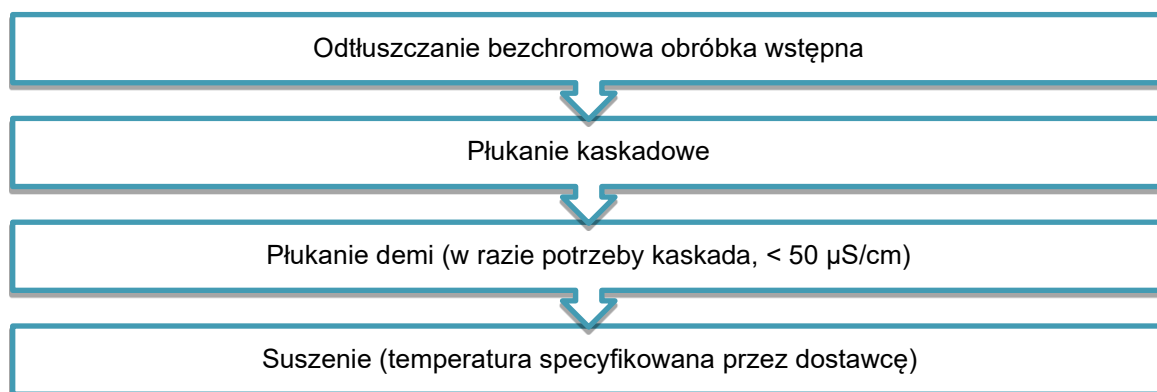 Odtłuszczanie bezchromowa obróbka wstępna
Płukanie kaskadowe
Płukanie demi (w razie potrzeby kaskada, < 50 µS/cm)
Suszenie (temperatura specyfikowana przez dostawcę)